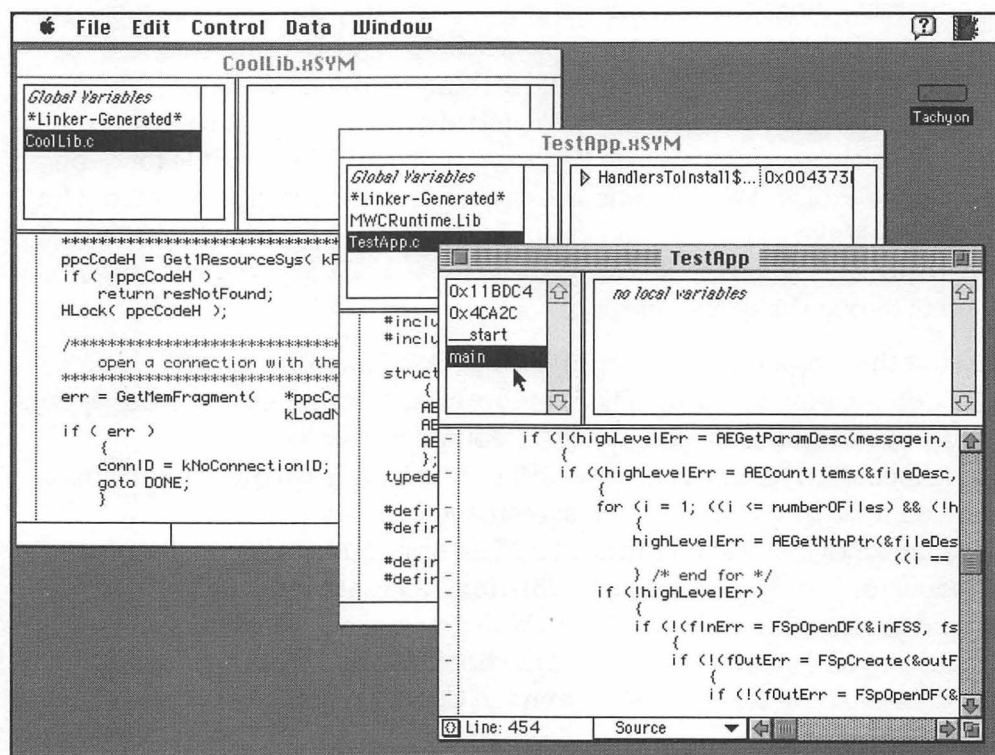 File Edit Control Data Window
CoolLib.xSYM
Global Variables
*Linker-Generated*
CoolLib.c
************************************
ppcCodeH = Get1ResourceSys( kP
if ( !ppcCodeH )
return resNotFound;
HLock( ppcCodeH );
/***********************************
open a connection with the
************************************
err = GetMemFragment( *ppcCo
kLoadN
if ( err )
{
connID = kNoConnectionID;
goto DONE;
}
Tachyon
TestApp.xSYM
Global Variables
*Linker-Generated*
MWCRuntime.Lib
TestApp.c
HandlersToInstall$... 0x00437
#inclu
#inclu
struct
{
AE
AE
AE
};
typede
#defir
#defir
#defir
#defir
TestApp
0x11BDC4
0x4CA2C
__start
main
no local variables
if (!(highLevelErr = AEGetParamDesc(messagein,
{
if ((highLevelErr = AECountItems(&fileDesc,
{
for (i = 1; ((i <= numberOfFiles) && (!h
{
highLevelErr = AEGetNthPtr(&fileDes
((i ==
} /* end for */
if (!highLevelErr)
{
if (!(fInErr = FSpOpenDF(&inFSS, fs
{
if (!(fOutErr = FSpCreate(&outF
{
if (!(fOutErr = FSpOpenDF(&
Line: 454 Source